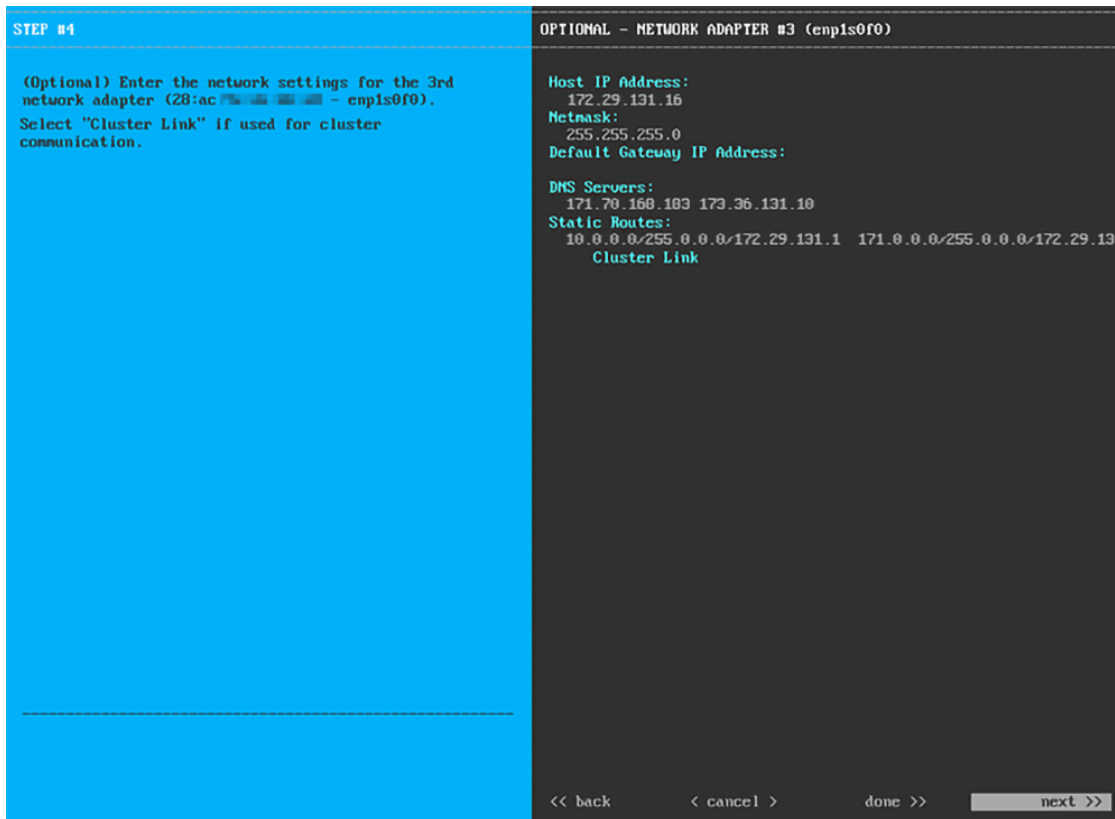 STEP #4
(Optional) Enter the network settings for the 3rd
network adapter (28:ac - enp1s0f0).
Select "Cluster Link" if used for cluster
communication.
OPTIONAL - NETWORK ADAPTER #3 (enp1s0f0)
Host IP Address:
172.29.131.16
Netmask:
255.255.255.0
Default Gateway IP Address:
DNS Servers:
171.70.168.183 173.36.131.10
Static Routes:
10.0.0.0/255.0.0.0/172.29.131.1 171.0.0.0/255.0.0.0/172.29.13
Cluster Link
<< back < cancel > done >> next >>